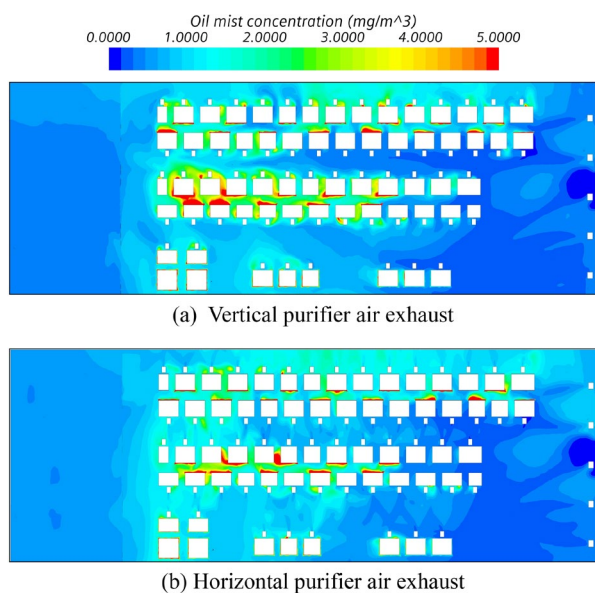 Oil mist concentration (mg/m^3)
0.0000 1.0000 2.0000 3.0000 4.0000 5.0000
(a) Vertical purifier air exhaust
(b) Horizontal purifier air exhaust